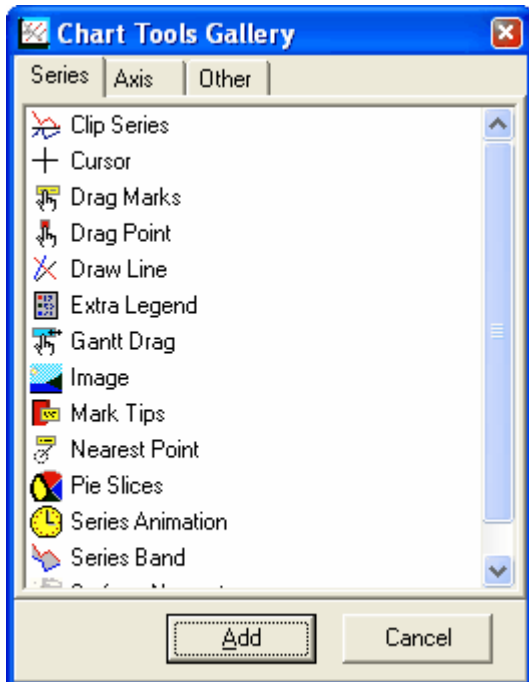 Chart Tools Gallery
Series Axis Other
Clip Series
Cursor
Drag Marks
Drag Point
Draw Line
Extra Legend
Gantt Drag
Image
Mark Tips
Nearest Point
Pie Slices
Series Animation
Series Band
Add Cancel